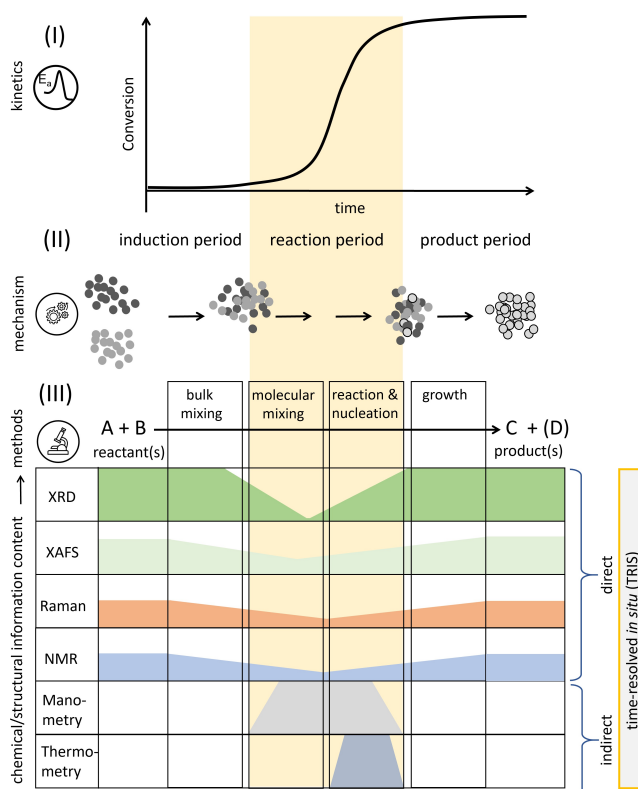 (I)
kinetics
Ea
Conversion
time
(II)
induction period
reaction period
product period
mechanism
(III)
methods
bulk
mixing
molecular
mixing
reaction &
nucleation
growth
A + B
C + (D)
reactant(s)
product(s)
chemical/structural information content
XRD
XAFS
Raman
NMR
Mano-
metry
Thermo-
metry
direct
indirect
time-resolved in situ (TRIS)